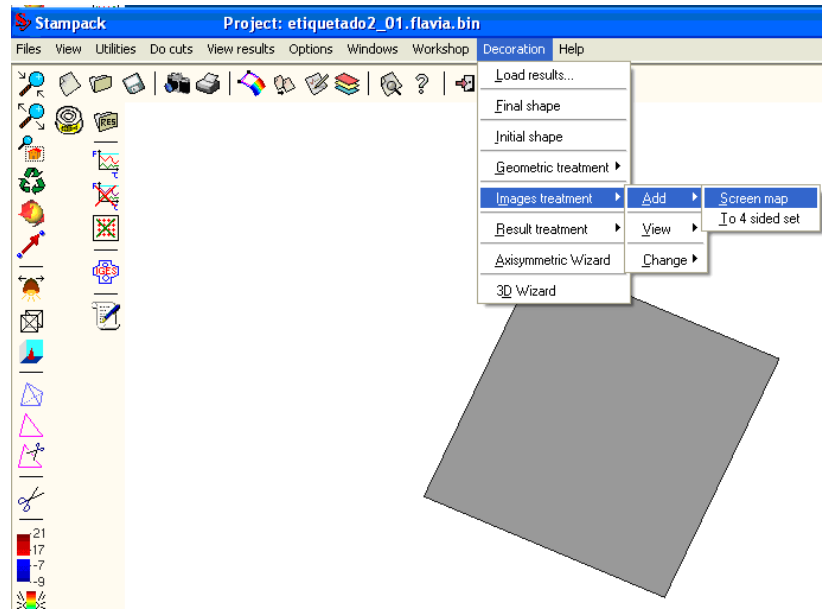 Stampack Project: etiquetado2_01.flavia.bin
Files View Utilities Do cuts View results Options Windows Workshop Decoration Help
Load results...
Final shape
Initial shape
Geometric treatment
Images treatment
Result treatment
Axisymmetric Wizard
3D Wizard
Add
View
Change
Screen map
To 4 sided set
RES
IGES
21
17
-7
-9